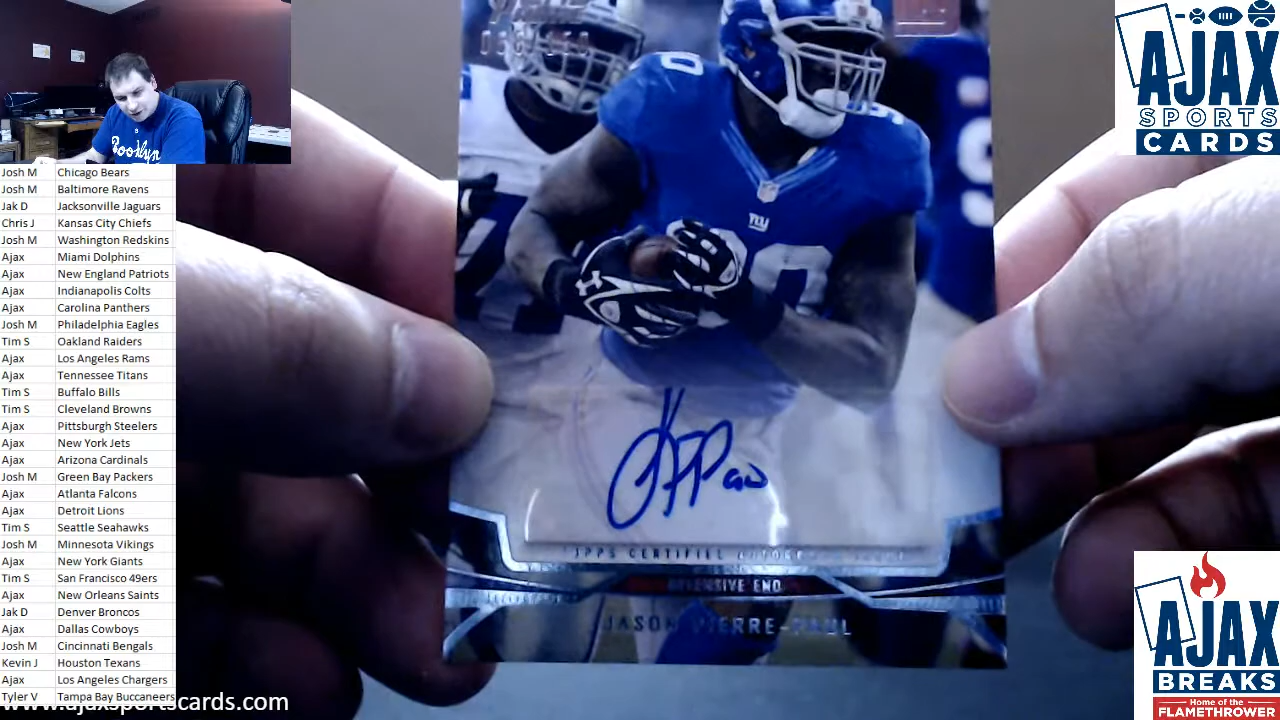 Brooklyn
Josh M Chicago Bears
Josh M Baltimore Ravens
Jak D Jacksonville Jaguars
Chris J Kansas City Chiefs
Josh M Washington Redskins
Ajax Miami Dolphins
Ajax New England Patriots
Ajax Indianapolis Colts
Ajax Carolina Panthers
Josh M Philadelphia Eagles
Tim S Oakland Raiders
Ajax Los Angeles Rams
Ajax Tennessee Titans
Tim S Buffalo Bills
Tim S Cleveland Browns
Ajax Pittsburgh Steelers
Ajax New York Jets
Ajax Arizona Cardinals
Josh M Green Bay Packers
Ajax Atlanta Falcons
Ajax Detroit Lions
Tim S Seattle Seahawks
Josh M Minnesota Vikings
Ajax New York Giants
Tim S San Francisco 49ers
Ajax New Orleans Saints
Jak D Denver Broncos
Ajax Dallas Cowboys
Josh M Cincinnati Bengals
Kevin J Houston Texans
Ajax Los Angeles Chargers
Tyler V Tampa Bay Buccaneers
www.ajaxsportscards.com
90
NY
TOPPS CERTIFIED AUTOGRAPH
DEFENSIVE END
JASON PIERRE-PAUL
AJAX
SPORTS
CARDS
AJAX
BREAKS
Home of the
FLAMETHROWER